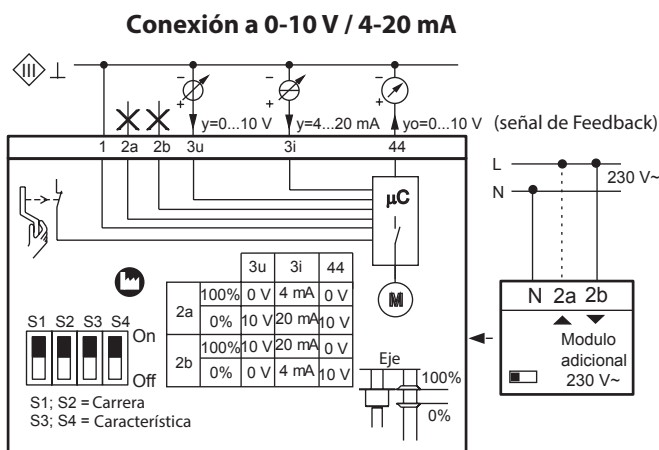 Conexión a 0-10 V / 4-20 mA
III
− − −
+ + +
y=0...10 V y=4...20 mA yo=0...10 V (señal de Feedback)
1 2a 2b 3u 3i 44
L
N
230 V~
µC
M
3u 3i 44
2a 100% 0 V 4 mA 0 V
0% 10 V 20 mA 10 V
2b 100% 10 V 20 mA 0 V
0% 0 V 4 mA 10 V
S1 S2 S3 S4
On
Off
S1; S2 = Carrera
S3; S4 = Característica
Eje
100%
0%
N 2a 2b
Modulo
adicional
230 V~